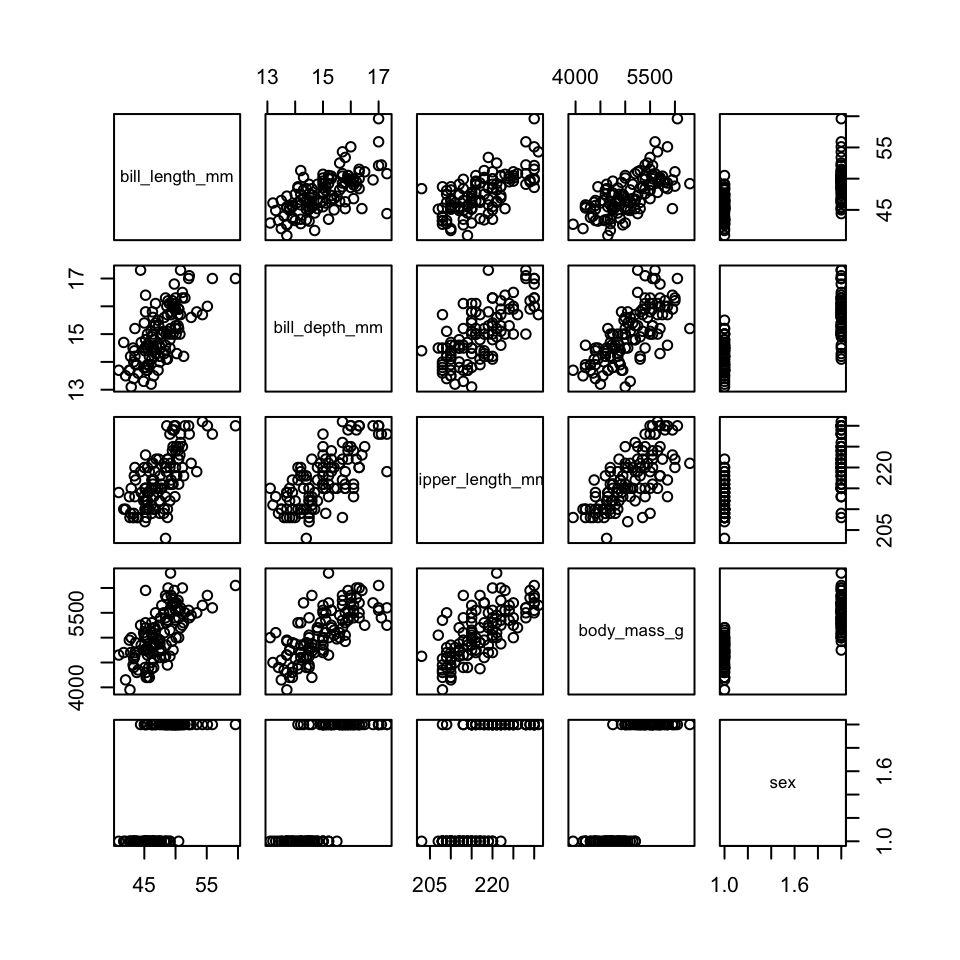 13 15 17 4000 5500
bill_length_mm
45 55
13 15 17
bill_depth_mm
ipper_length_mm
205 220
4000 5500
body_mass_g
sex
1.0 1.6
45 55 205 220 1.0 1.6